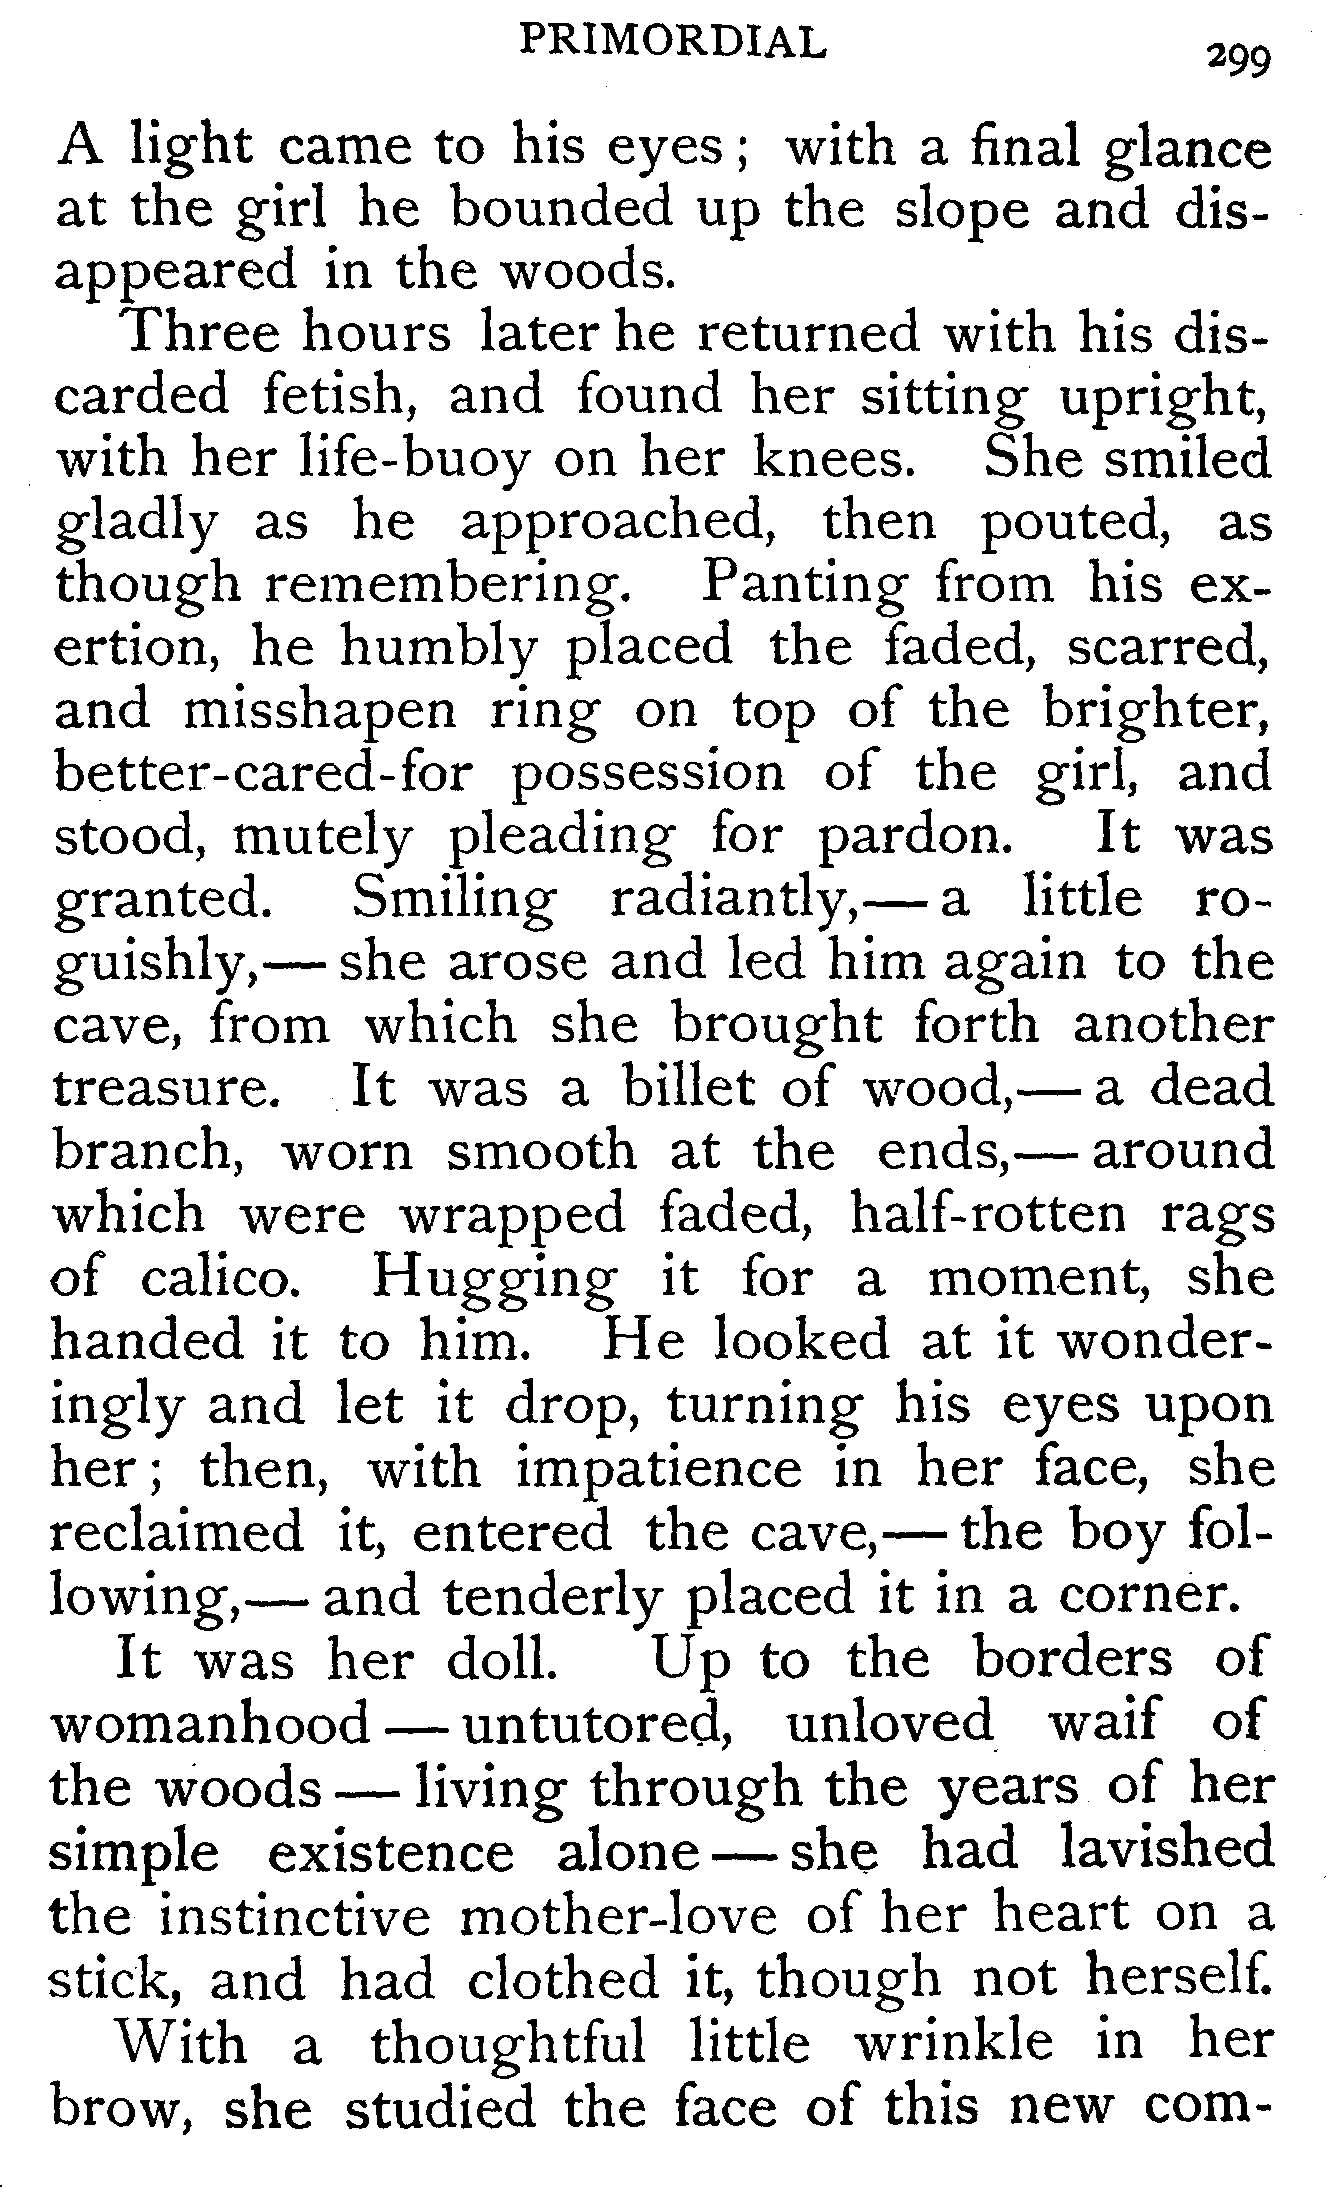 PRIMORDIAL 299
A light came to his eyes; with a final glance
at the girl he bounded up the slope and dis-
appeared in the woods.
Three hours later he returned with his dis-
carded fetish, and found her sitting upright,
with her life-buoy on her knees. She smiled
gladly as he approached, then pouted, as
though remembering. Panting from his ex-
ertion, he humbly placed the faded, scarred,
and misshapen ring on top of the brighter,
better-cared-for possession of the girl, and
stood, mutely pleading for pardon. It was
granted. Smiling radiantly,— a little ro-
guishly,— she arose and led him again to the
cave, from which she brought forth another
treasure. It was a billet of wood,— a dead
branch, worn smooth at the ends,— around
which were wrapped faded, half-rotten rags
of calico. Hugging it for a moment, she
handed it to him. He looked at it wonder-
ingly and let it drop, turning his eyes upon
her; then, with impatience in her face, she
reclaimed it, entered the cave,— the boy fol-
lowing,— and tenderly placed it in a corner.
It was her doll. Up to the borders of
womanhood — untutored, unloved waif of
the woods — living through the years of her
simple existence alone — she had lavished
the instinctive mother-love of her heart on a
stick, and had clothed it, though not herself.
With a thoughtful little wrinkle in her
brow, she studied the face of this new com-